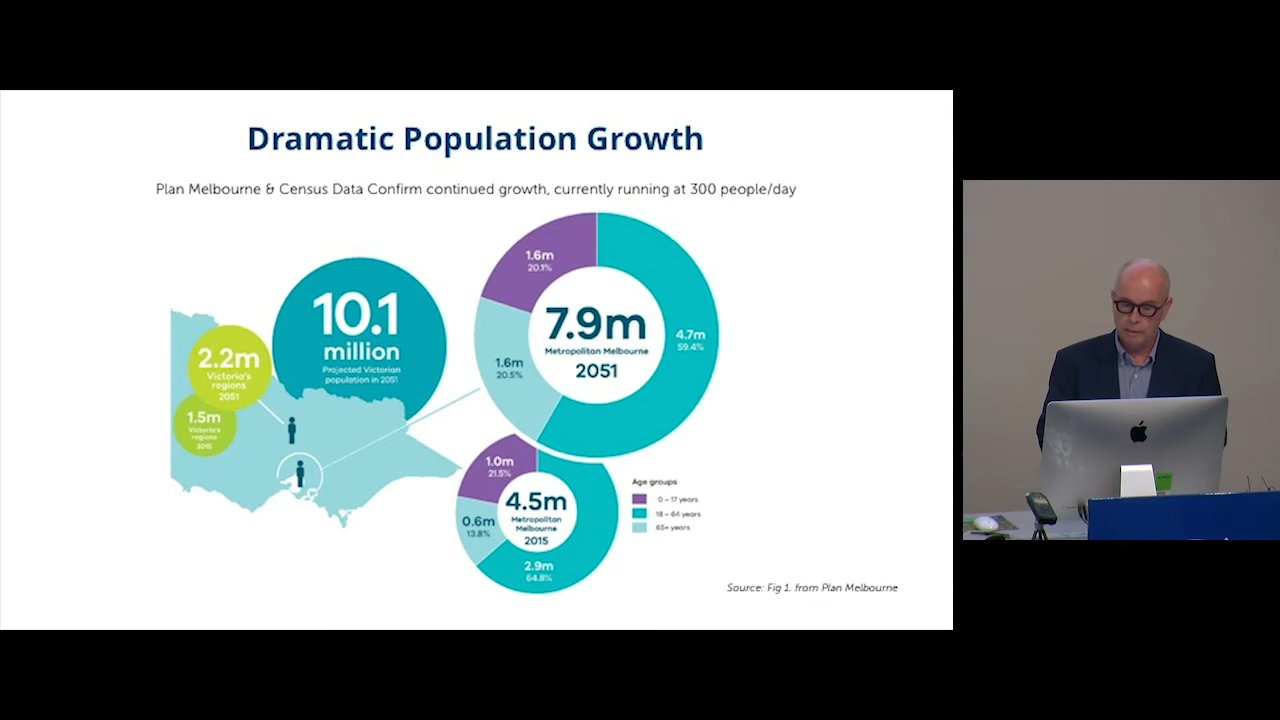 Dramatic Population Growth
Plan Melbourne & Census Data Confirm continued growth, currently running at 300 people/day
10.1
million
Projected Victorian
population in 2051
2.2m
Victoria's
regions
2051
1.5m
Victoria's
regions
2015
1.6m
20.1%
7.9m
Metropolitan Melbourne
2051
4.7m
59.4%
1.6m
20.5%
1.0m
21.5%
4.5m
Metropolitan
Melbourne
2015
0.6m
13.8%
2.9m
64.8%
Age groups
0 – 17 years
18 – 64 years
65+ years
Source: Fig 1. from Plan Melbourne